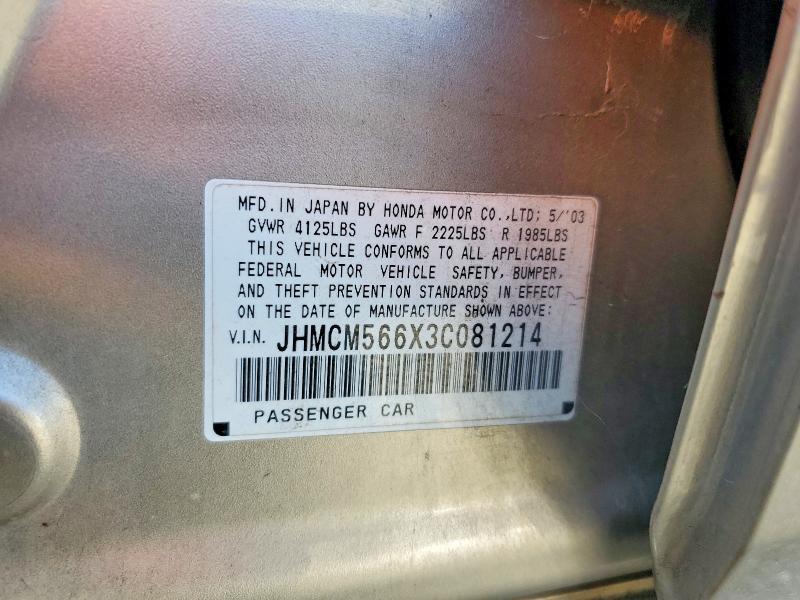 MFD. IN JAPAN BY HONDA MOTOR CO.,LTD; 5/'03
GVWR 4125LBS GAWR F 2225LBS R 1985LBS
THIS VEHICLE CONFORMS TO ALL APPLICABLE
FEDERAL MOTOR VEHICLE SAFETY, BUMPER,
AND THEFT PREVENTION STANDARDS IN EFFECT
ON THE DATE OF MANUFACTURE SHOWN ABOVE:
V.I.N. JHMCM566X3C081214
PASSENGER CAR